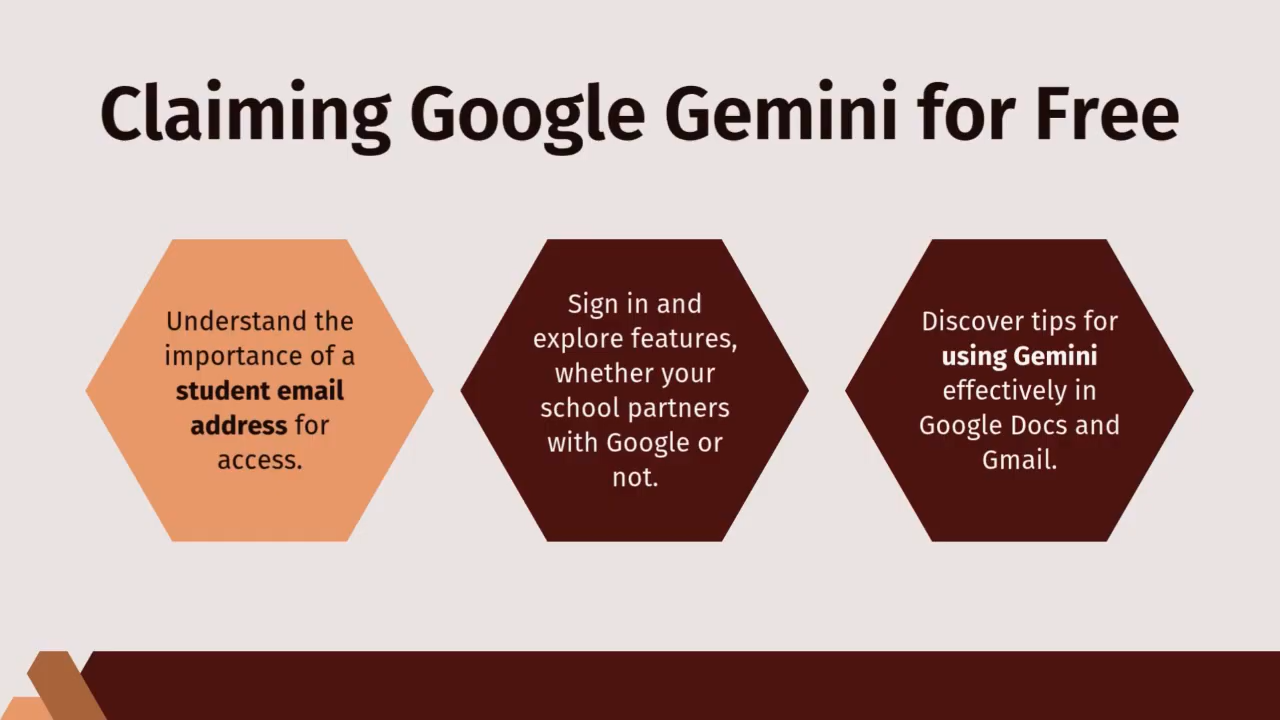 Claiming Google Gemini for Free
Understand the
importance of a
student email
address for
access.
Sign in and
explore features,
whether your
school partners
with Google or
not.
Discover tips for
using Gemini
effectively in
Google Docs and
Gmail.